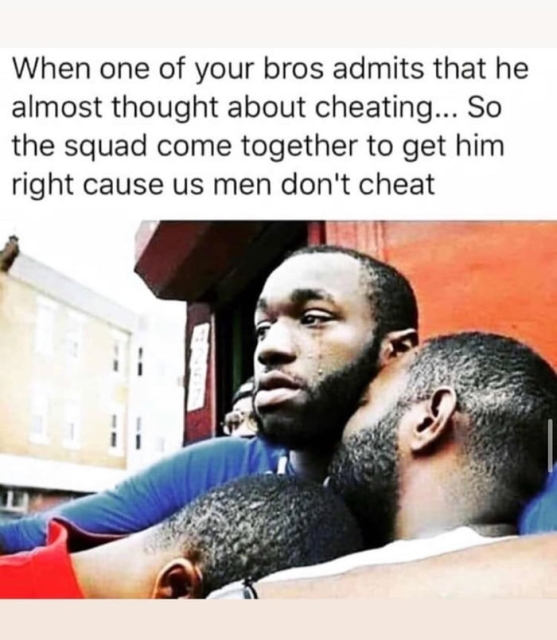 When one of your bros admits that he
almost thought about cheating... So
the squad come together to get him
right cause us men don't cheat